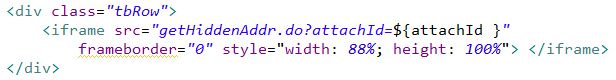 <div class="tbRow">
<iframe src="getHiddenAddr.do?attachId=${attachId }"
frameborder="0" style="width: 88%; height: 100%"> </iframe>
</div>